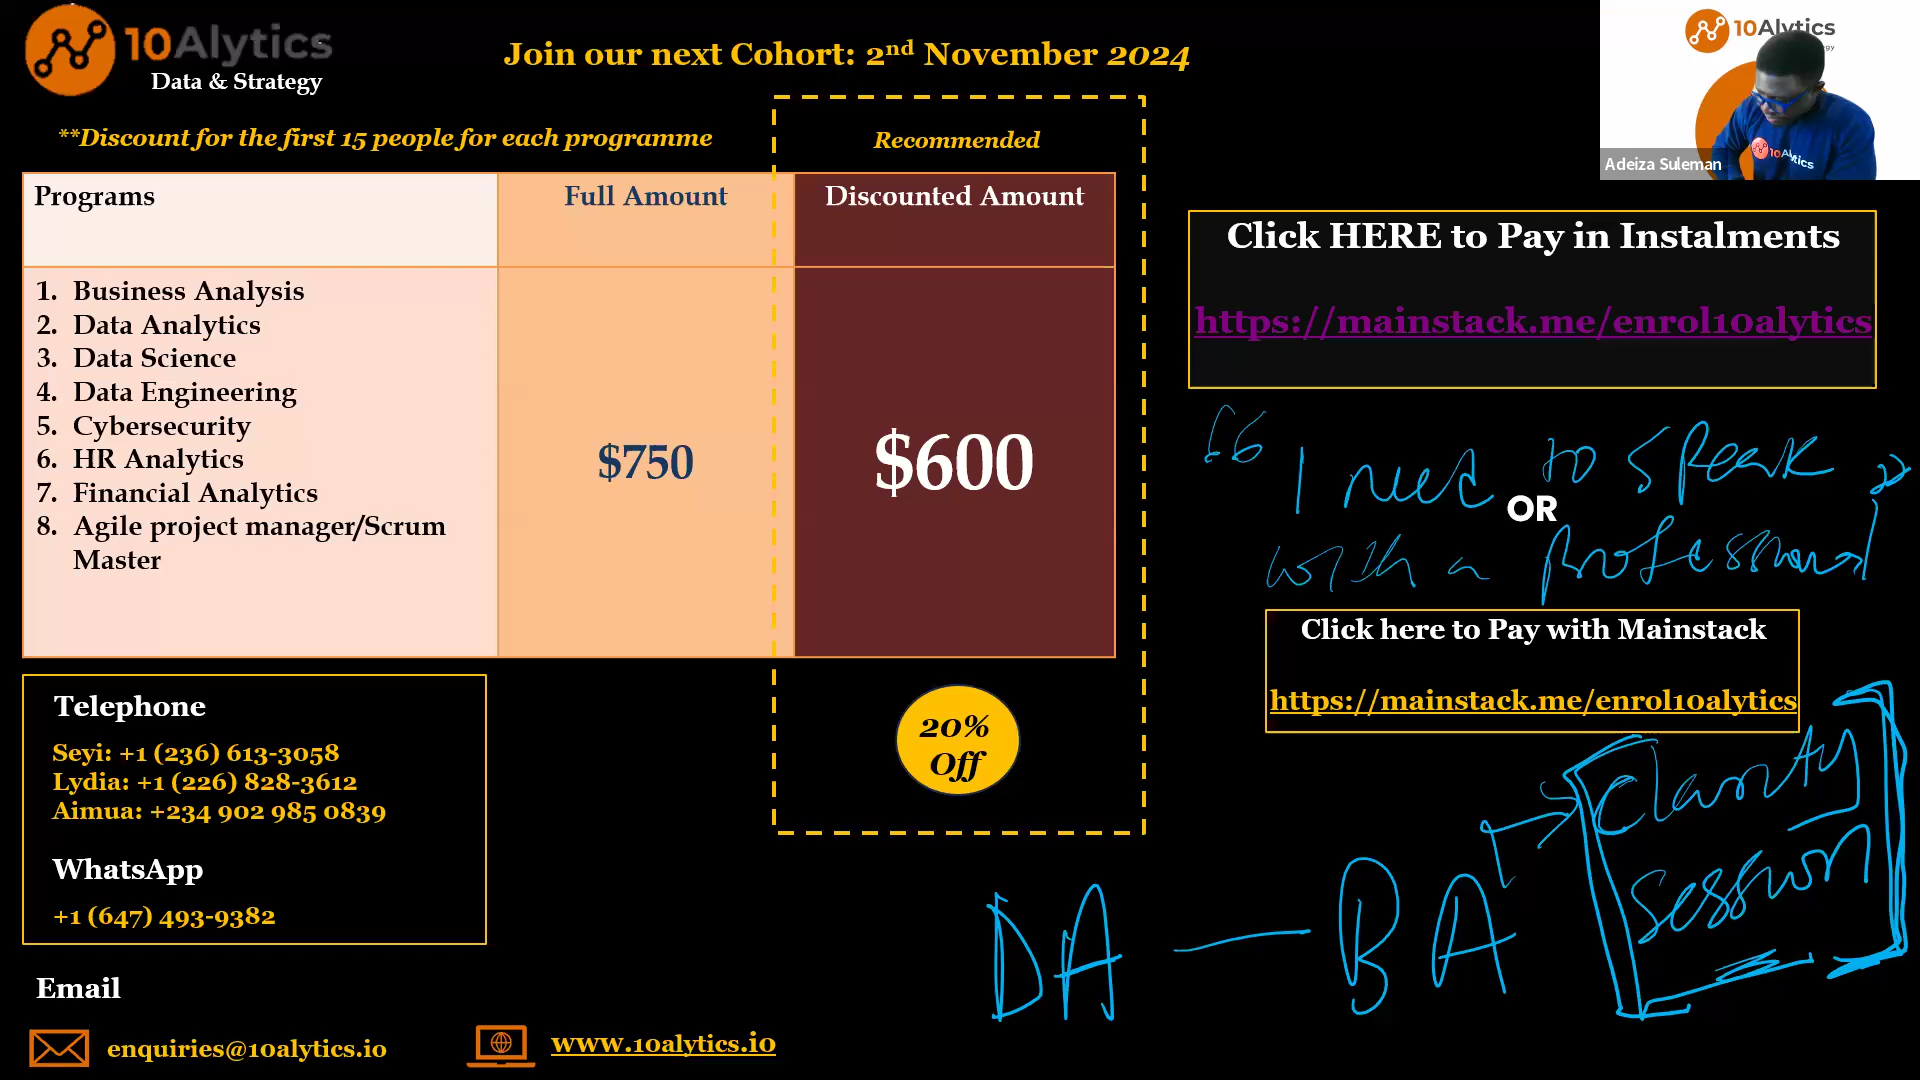 10Alytics
Data & Strategy
Join our next Cohort: 2nd November 2024
**Discount for the first 15 people for each programme
Recommended
Programs
Full Amount
Discounted Amount
1. Business Analysis
2. Data Analytics
3. Data Science
4. Data Engineering
5. Cybersecurity
6. HR Analytics
7. Financial Analytics
8. Agile project manager/Scrum
Master
$750
$600
20%
Off
Telephone
Seyi: +1 (236) 613-3058
Lydia: +1 (226) 828-3612
Aimua: +234 902 985 0839
WhatsApp
+1 (647) 493-9382
Email
enquiries@10alytics.io
www.10alytics.io
10Alytics
10Alytics
Adeiza Suleman
Click HERE to Pay in Instalments
https://mainstack.me/enrol10alytics
“ I need to speak ”
OR
with a professional
Click here to Pay with Mainstack
https://mainstack.me/enrol10alytics
Clarity
session
DA — BA